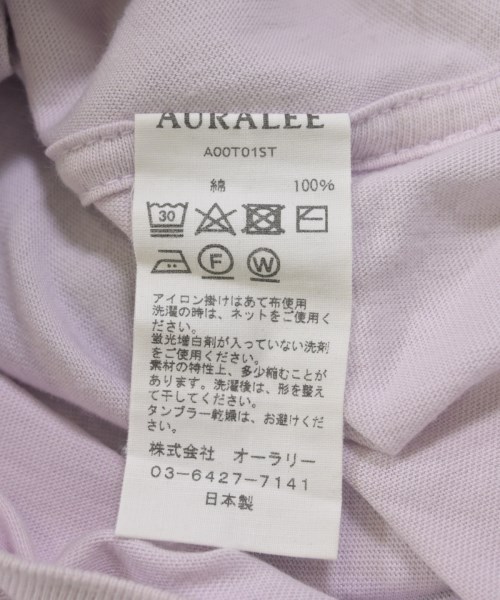 AURALEE
A00T01ST
綿 100%
30
F W
アイロン掛けはあて布使用
洗濯の時は、ネットをご使用く
ださい。
蛍光増白剤が入っていない洗剤
をご使用ください。
素材の特性上、多少縮むことが
あります。洗濯後は、形を整え
て干してください。
タンブラー乾燥は、お避けくだ
さい。
株式会社 オーラリー
03-6427-7141
日本製